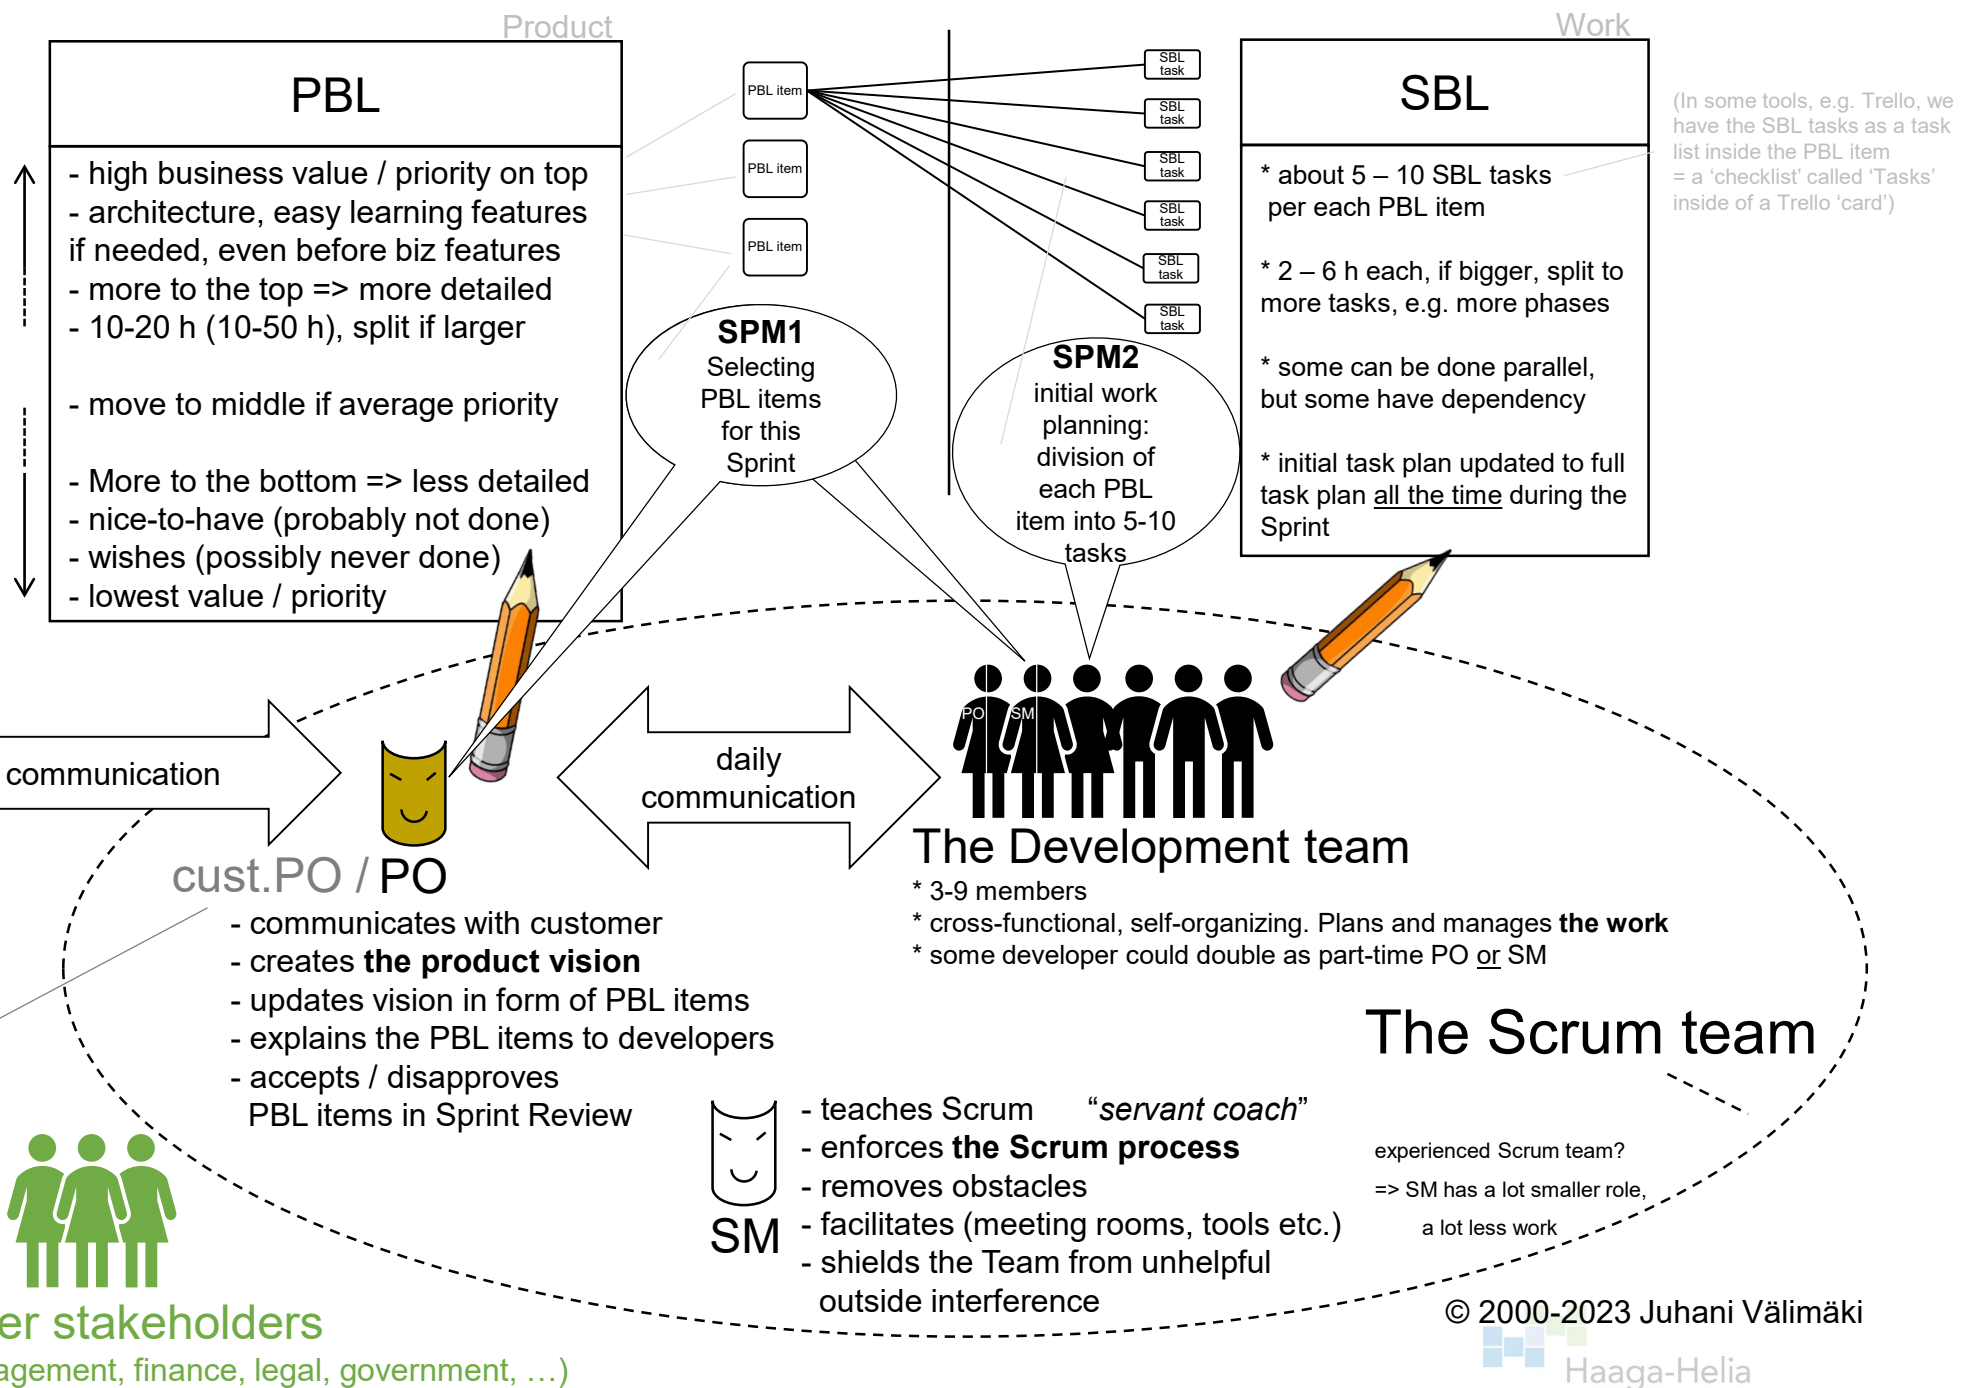 Product
PBL
- high business value / priority on top
- architecture, easy learning features
if needed, even before biz features
- more to the top => more detailed
- 10-20 h (10-50 h), split if larger
- move to middle if average priority
- More to the bottom => less detailed
- nice-to-have (probably not done)
- wishes (possibly never done)
- lowest value / priority
PBL item
PBL item
PBL item
SBL
task
SBL
task
SBL
task
SBL
task
SBL
task
SBL
task
Work
SBL
* about 5 – 10 SBL tasks
per each PBL item
* 2 – 6 h each, if bigger, split to
more tasks, e.g. more phases
* some can be done parallel,
but some have dependency
* initial task plan updated to full
task plan all the time during the
Sprint
(In some tools, e.g. Trello, we
have the SBL tasks as a task
list inside the PBL item
= a ‘checklist’ called ‘Tasks’
inside of a Trello ‘card’)
SPM1
Selecting
PBL items
for this
Sprint
SPM2
initial work
planning:
division of
each PBL
item into 5-10
tasks
communication
daily
communication
PO
SM
cust.PO / PO
- communicates with customer
- creates the product vision
- updates vision in form of PBL items
- explains the PBL items to developers
- accepts / disapproves
PBL items in Sprint Review
The Development team
* 3-9 members
* cross-functional, self-organizing. Plans and manages the work
* some developer could double as part-time PO or SM
The Scrum team
experienced Scrum team?
=> SM has a lot smaller role,
a lot less work
SM
- teaches Scrum “servant coach”
- enforces the Scrum process
- removes obstacles
- facilitates (meeting rooms, tools etc.)
- shields the Team from unhelpful
outside interference
er stakeholders
agement, finance, legal, government, …)
© 2000-2023 Juhani Välimäki
Haaga-Helia